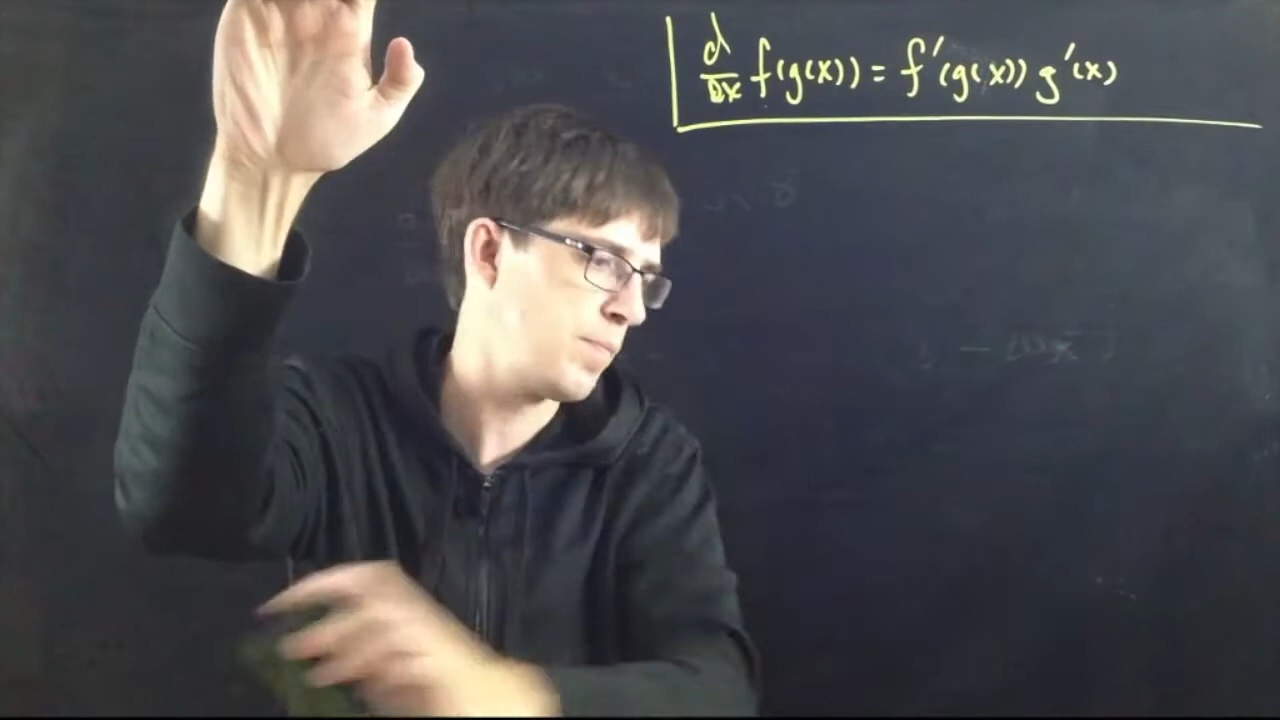 d/dx f(g(x)) = f'(g(x)) g'(x)